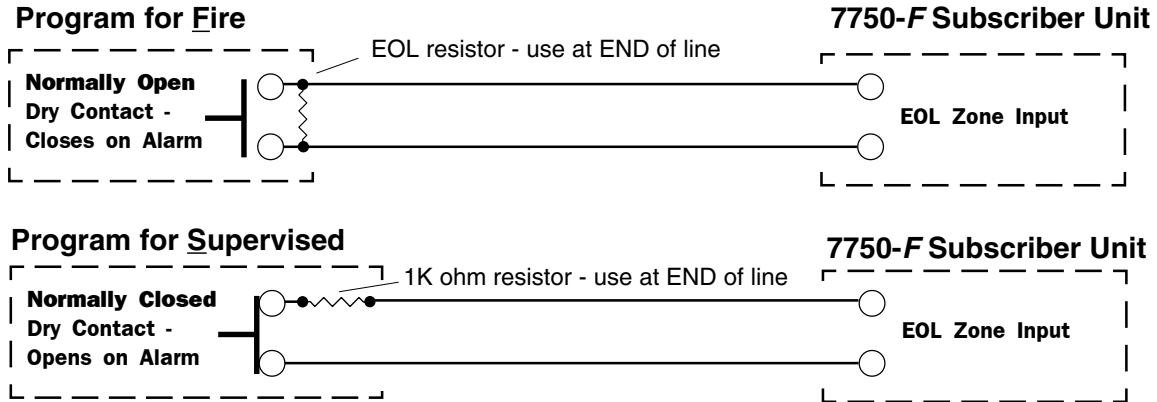 Program for Fire
7750-F Subscriber Unit
EOL resistor - use at END of line
Normally Open
Dry Contact -
Closes on Alarm
EOL Zone Input
Program for Supervised
7750-F Subscriber Unit
1K ohm resistor - use at END of line
Normally Closed
Dry Contact -
Opens on Alarm
EOL Zone Input